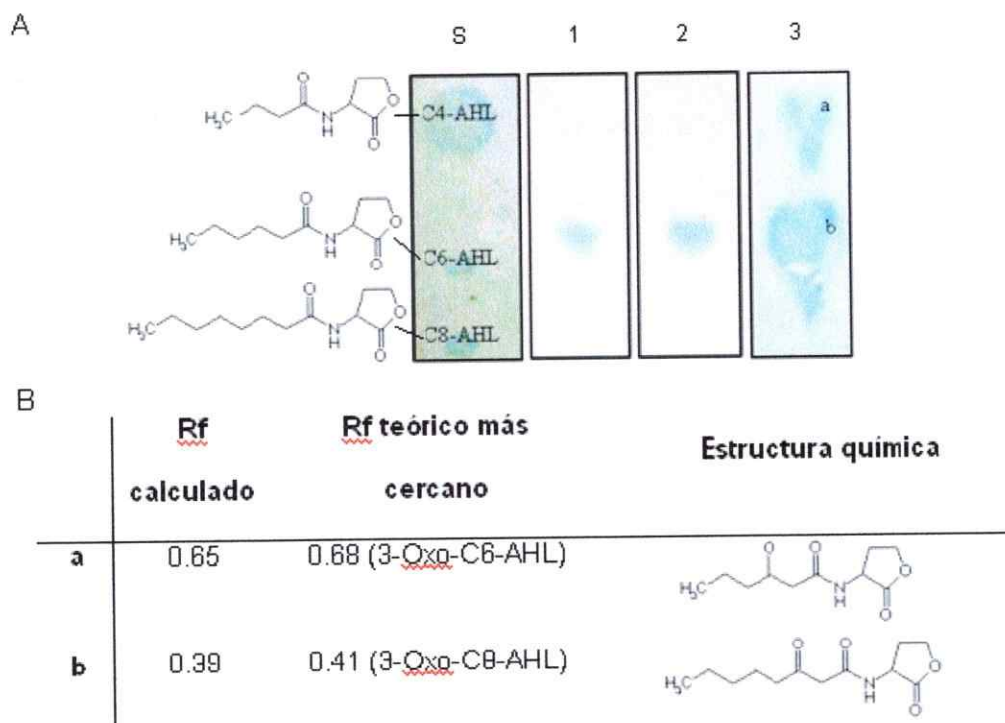 A
S 1 2 3
C4-AHL
a
b
C6-AHL
C8-AHL
B
Rf calculado Rf teórico más cercano Estructura química
a 0.65 0.68 (3-Oxo-C6-AHL)
b 0.39 0.41 (3-Oxo-C8-AHL)